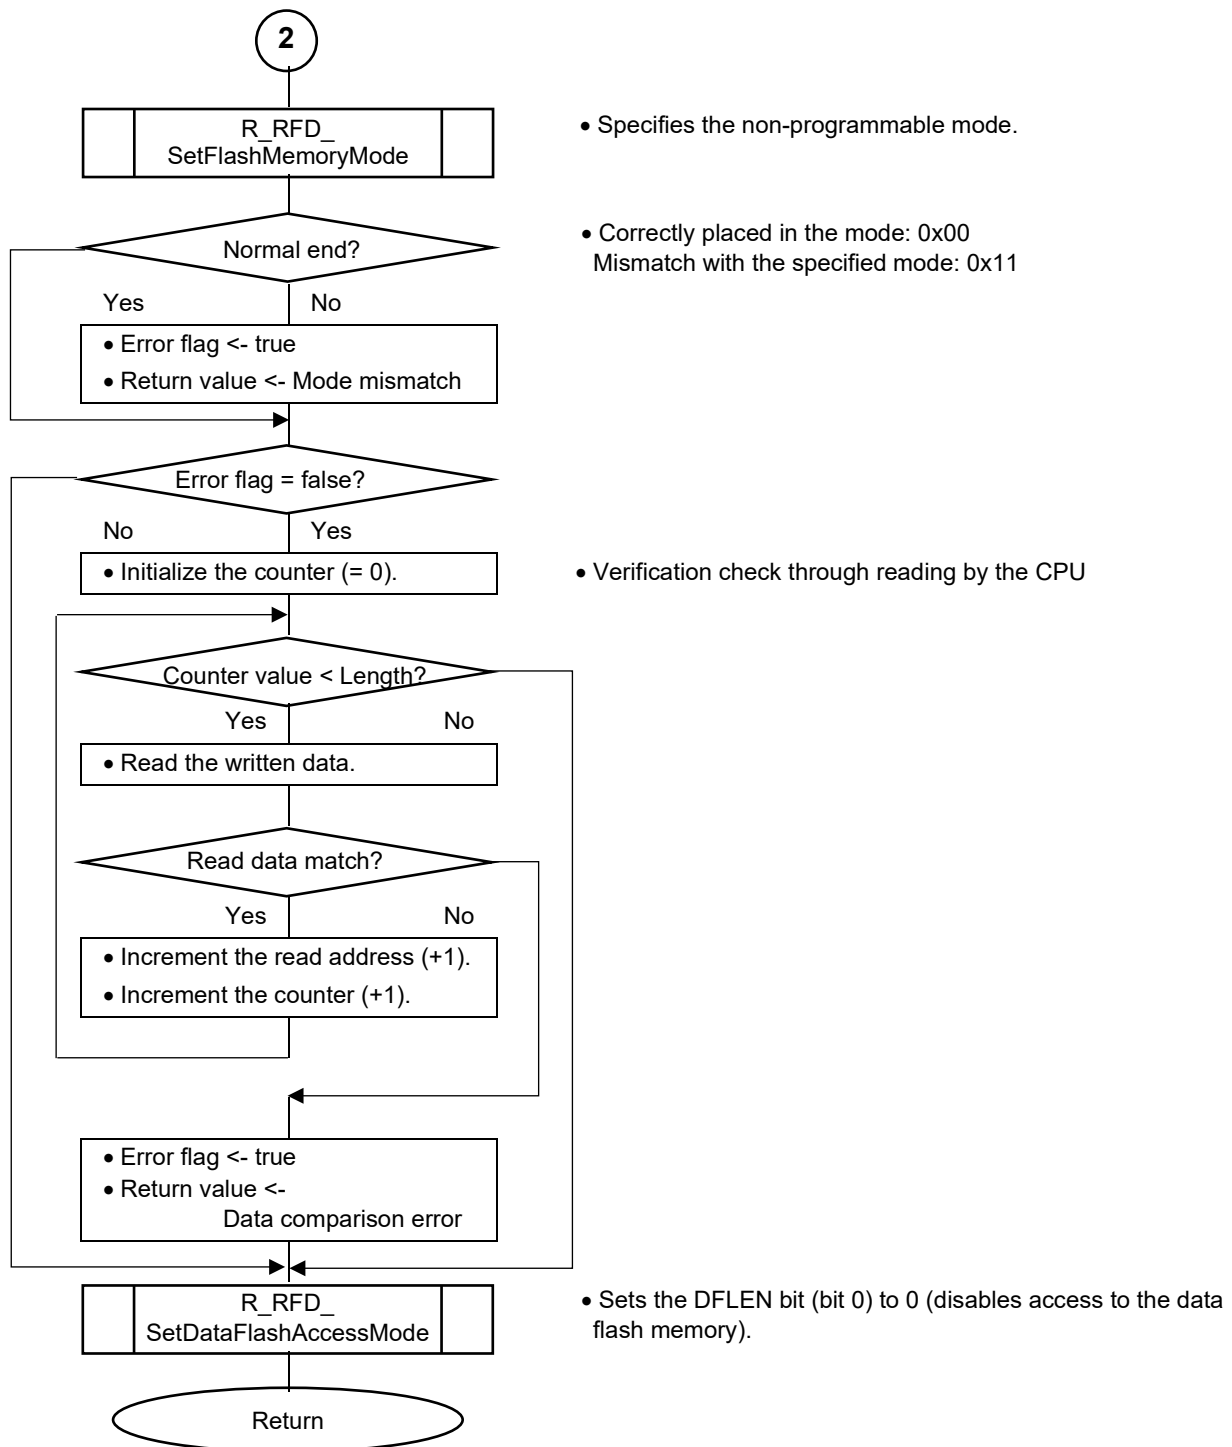 2
R_RFD_
SetFlashMemoryMode
• Specifies the non-programmable mode.
Normal end?
• Correctly placed in the mode: 0x00
Mismatch with the specified mode: 0x11
Yes No
• Error flag <- true
• Return value <- Mode mismatch
Error flag = false?
No Yes
• Initialize the counter (= 0).
• Verification check through reading by the CPU
Counter value < Length?
Yes No
• Read the written data.
Read data match?
Yes No
• Increment the read address (+1).
• Increment the counter (+1).
• Error flag <- true
• Return value <-
Data comparison error
R_RFD_
SetDataFlashAccessMode
• Sets the DFLEN bit (bit 0) to 0 (disables access to the data
flash memory).
Return